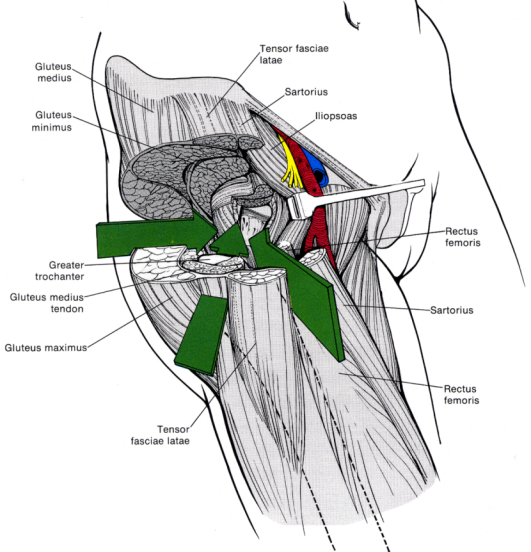 Tensor fasciae
latae
Gluteus
medius
Sartorius
Gluteus
minimus
Iliopsoas
Rectus
femoris
Greater
trochanter
Gluteus medius
tendon
Sartorius
Gluteus maximus
Rectus
femoris
Tensor
fasciae latae